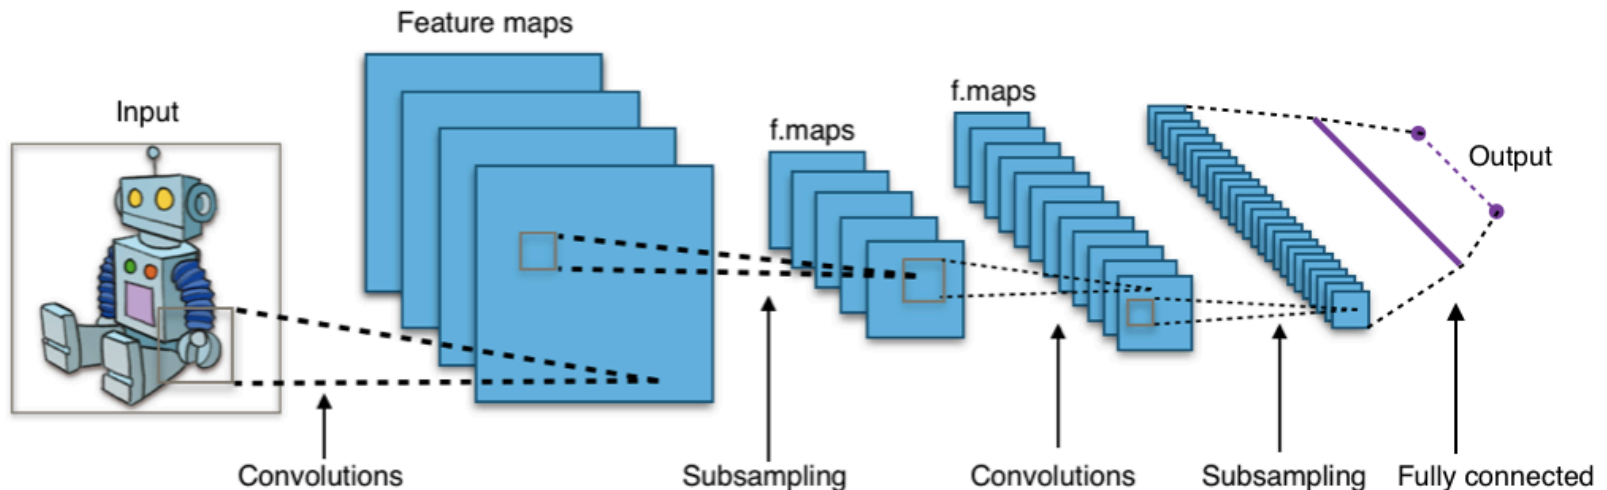 Feature maps
f.maps
Input
f.maps
Output
Convolutions
Subsampling
Convolutions
Subsampling
Fully connected